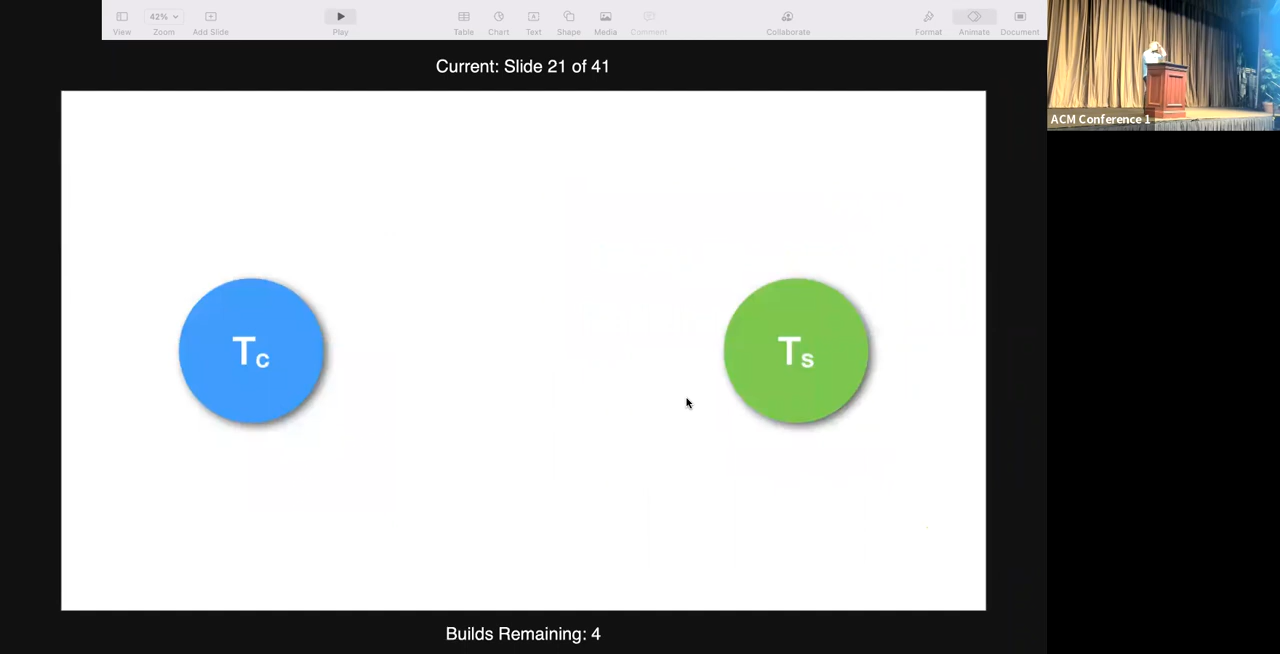 42%
View Zoom Add Slide Play Table Chart Text Shape Media Comment Collaborate Format Animate Document
Current: Slide 21 of 41
ACM Conference 1
Tc Ts
Builds Remaining: 4